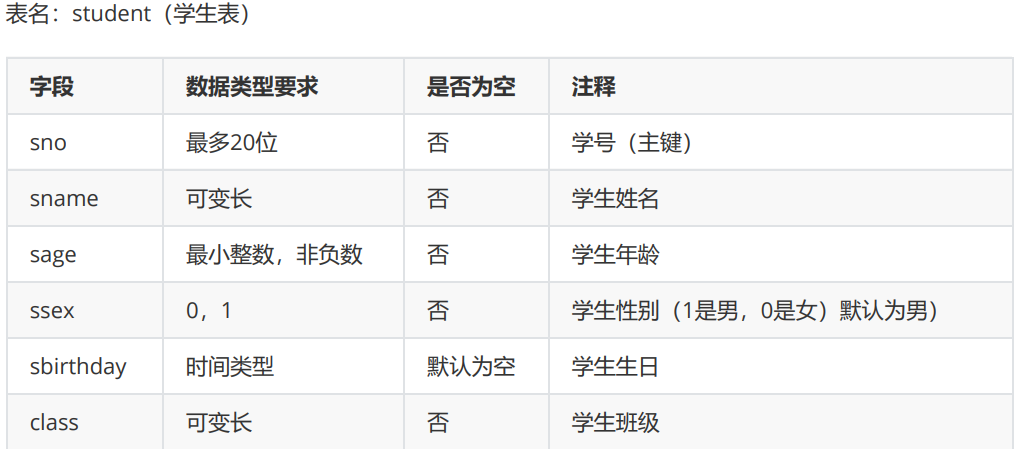 表名：student（学生表）
字段 数据类型要求 是否为空 注释
sno 最多20位 否 学号（主键）
sname 可变长 否 学生姓名
sage 最小整数，非负数 否 学生年龄
ssex 0，1 否 学生性别（1是男，0是女）默认为男）
sbirthday 时间类型 默认为空 学生生日
class 可变长 否 学生班级